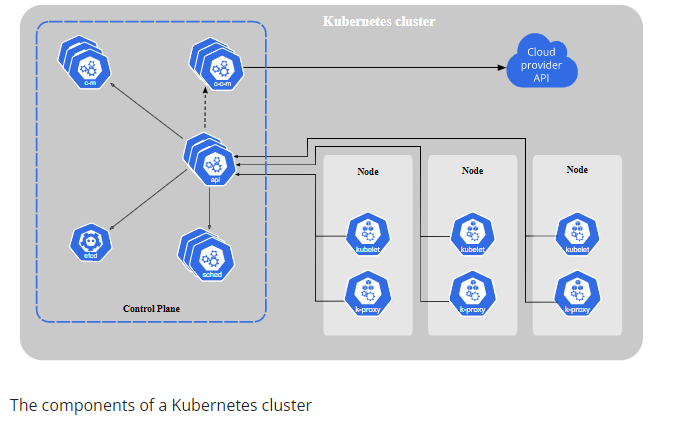 Kubernetes cluster
c-m
c-c-m
Cloud
provider
API
api
Node
Node
Node
etcd
sched
kubelet
kubelet
kubelet
Control Plane
k-proxy
k-proxy
k-proxy
The components of a Kubernetes cluster